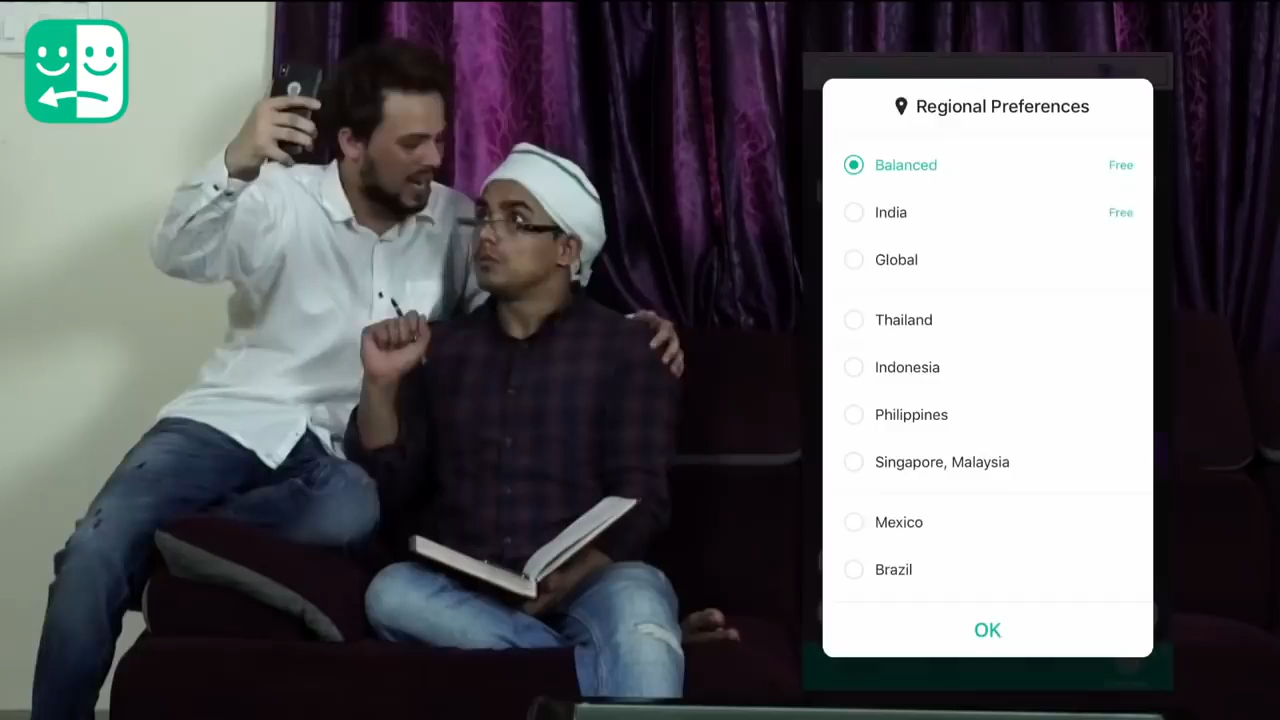 Regional Preferences
Balanced Free
India Free
Global
Thailand
Indonesia
Philippines
Singapore, Malaysia
Mexico
Brazil
OK